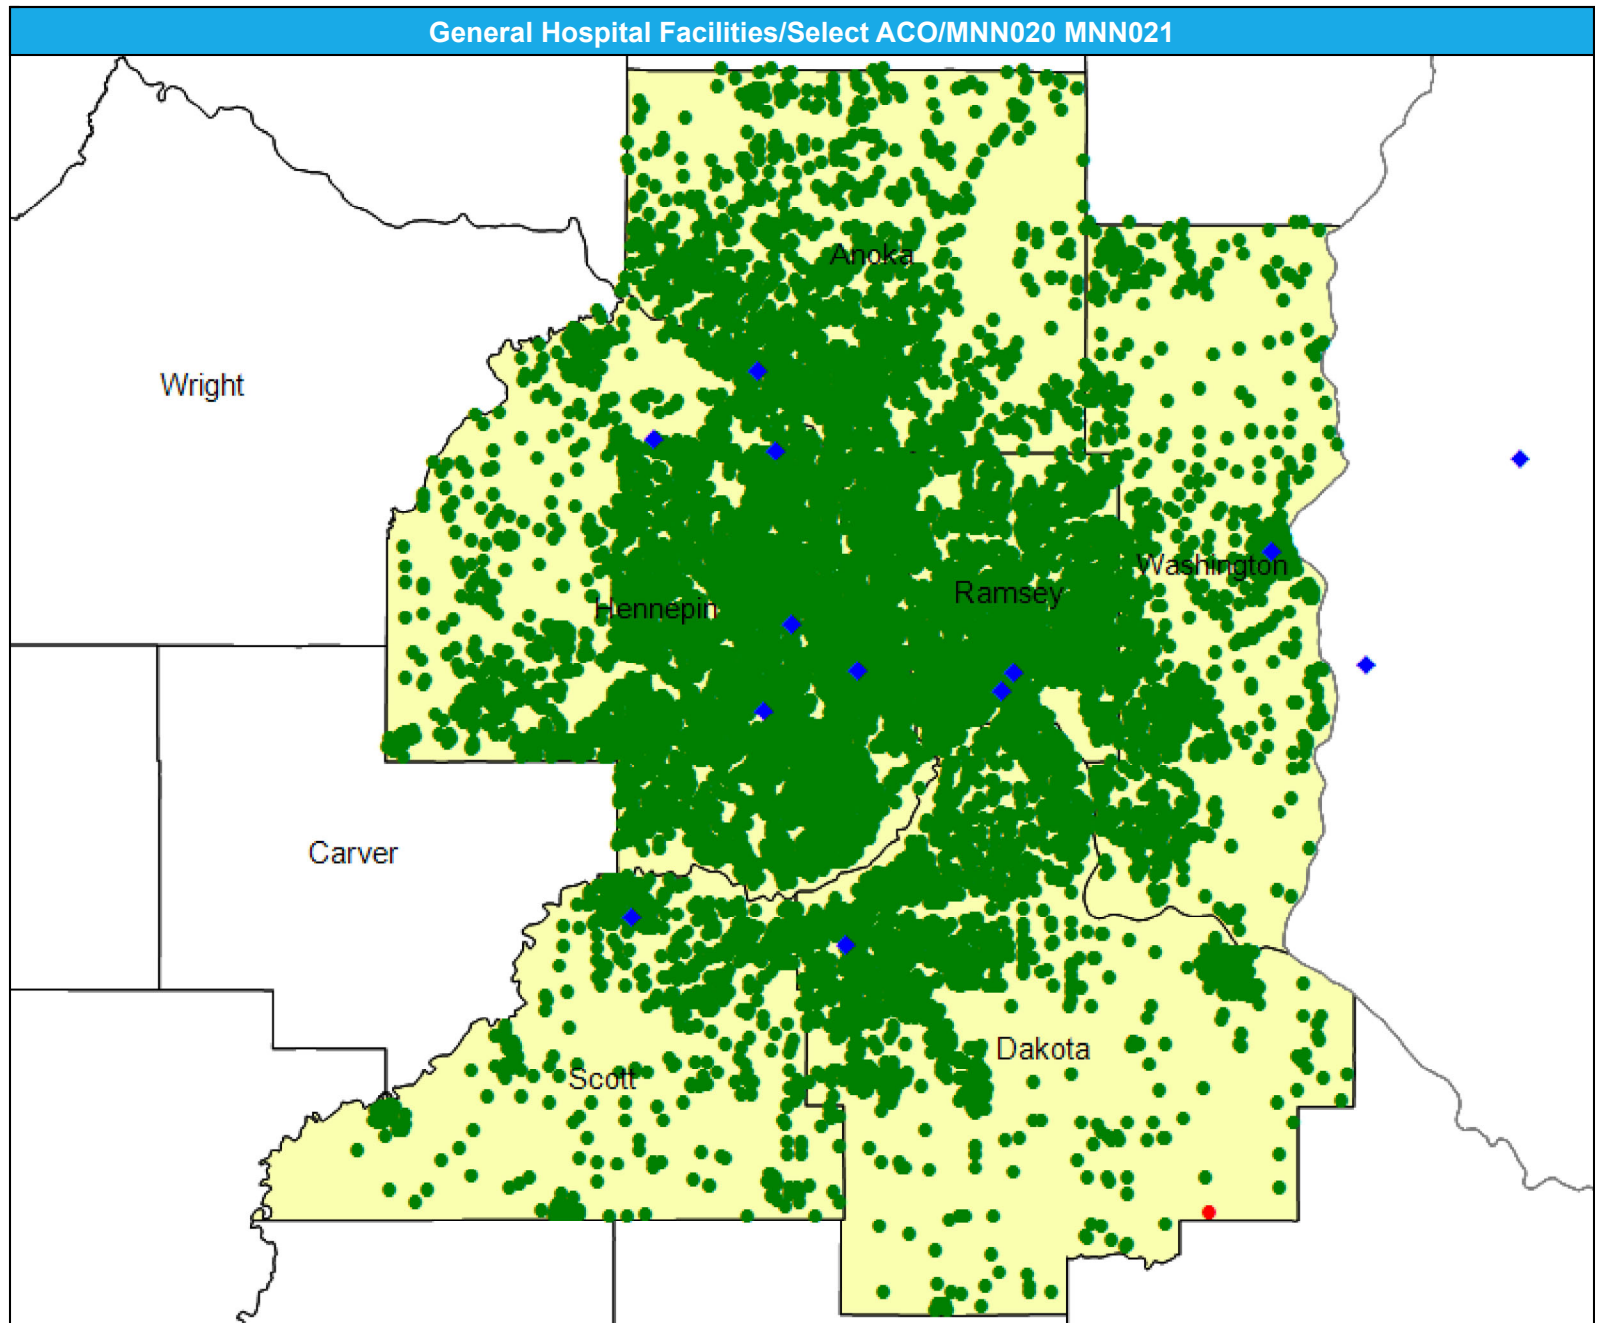 General Hospital Facilities/Select ACO/MNN020 MNN021
Anoka
Wright
Washington
Ramsey
Hennepin
Carver
Dakota
Scott